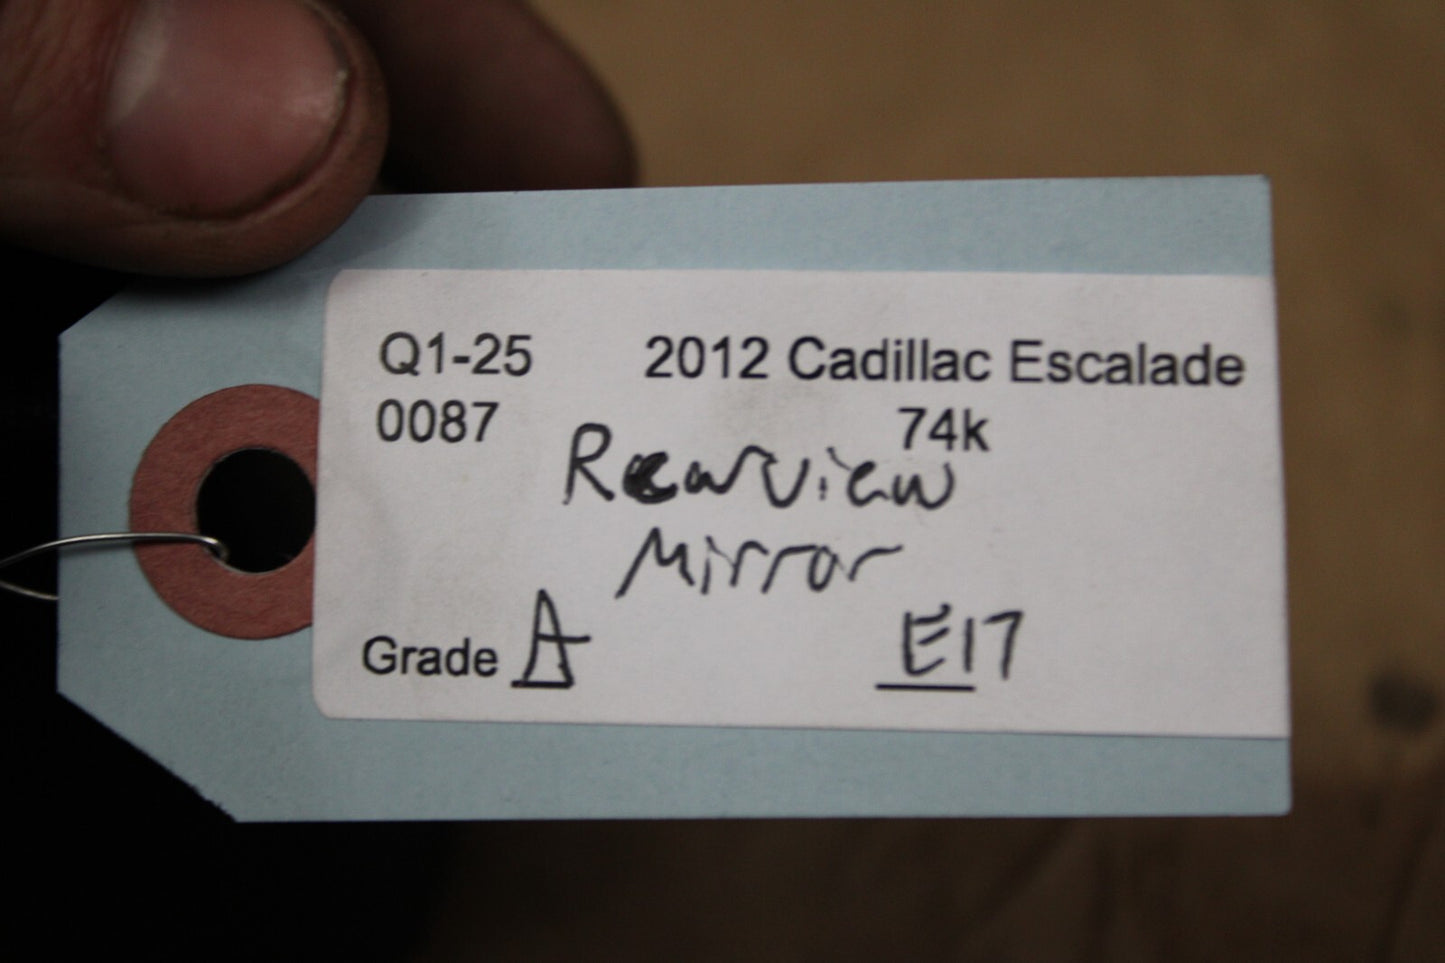 Q1-25 2012 Cadillac Escalade
0087 74k
Rearview
Mirror
Grade A E17